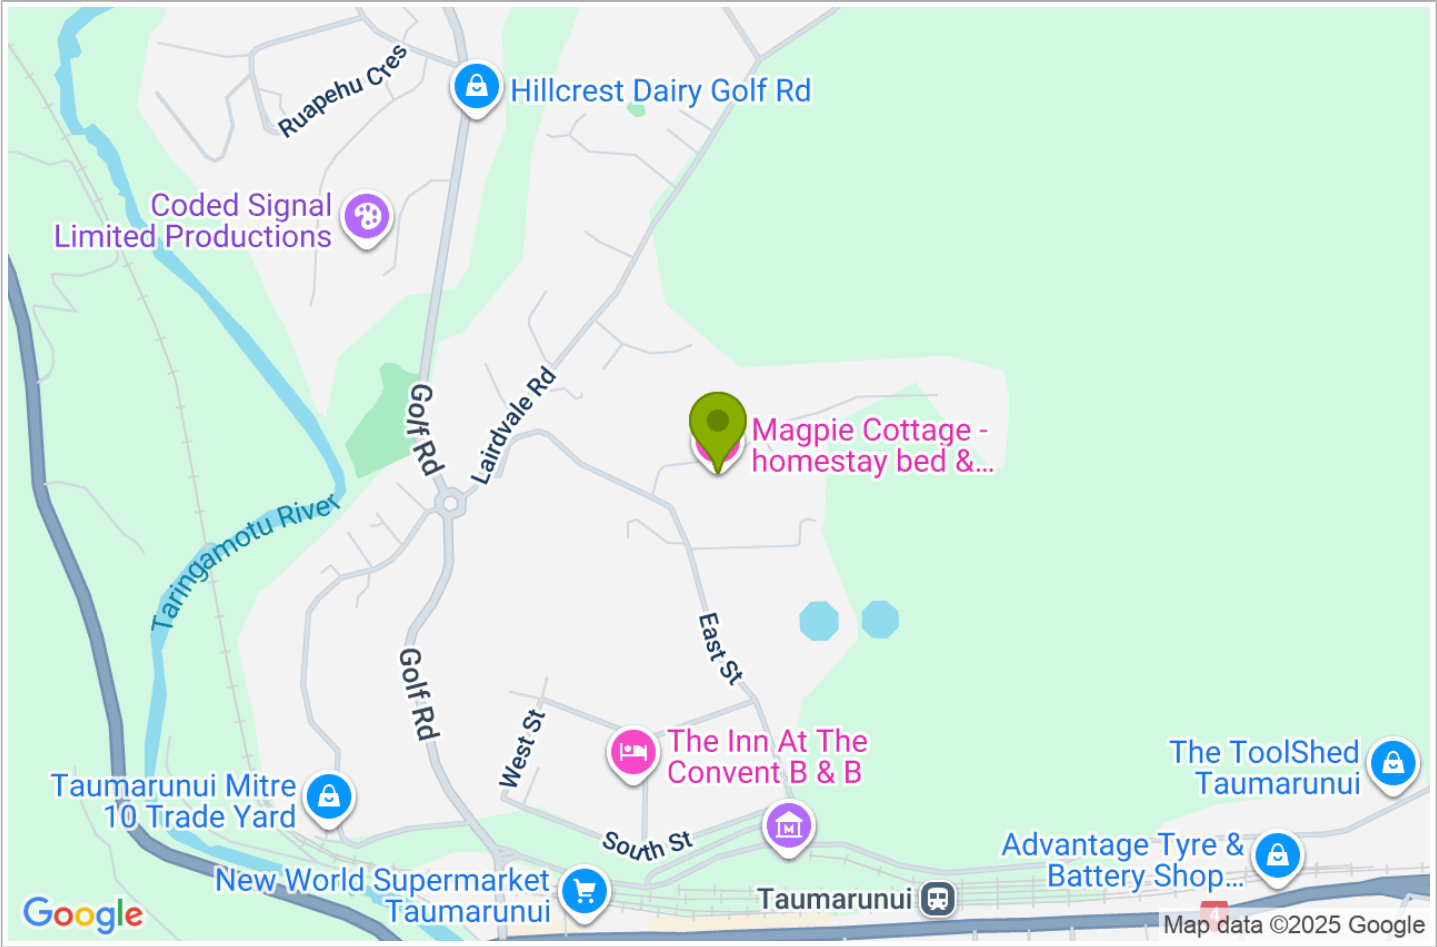 Ruapehu Cres
Hillcrest Dairy Golf Rd
Coded Signal
Limited Productions
Golf Rd
Lairdvale Rd
Magpie Cottage -
homestay bed &...
Taringamotu River
East St
Golf Rd
West St
The Inn At The
Convent B & B
The ToolShed
Taumarunui
Taumarunui Mitre
10 Trade Yard
South St
M
Advantage Tyre &
Battery Shop...
New World Supermarket
Taumarunui
Taumarunui
4
Google
Map data ©2025 Google